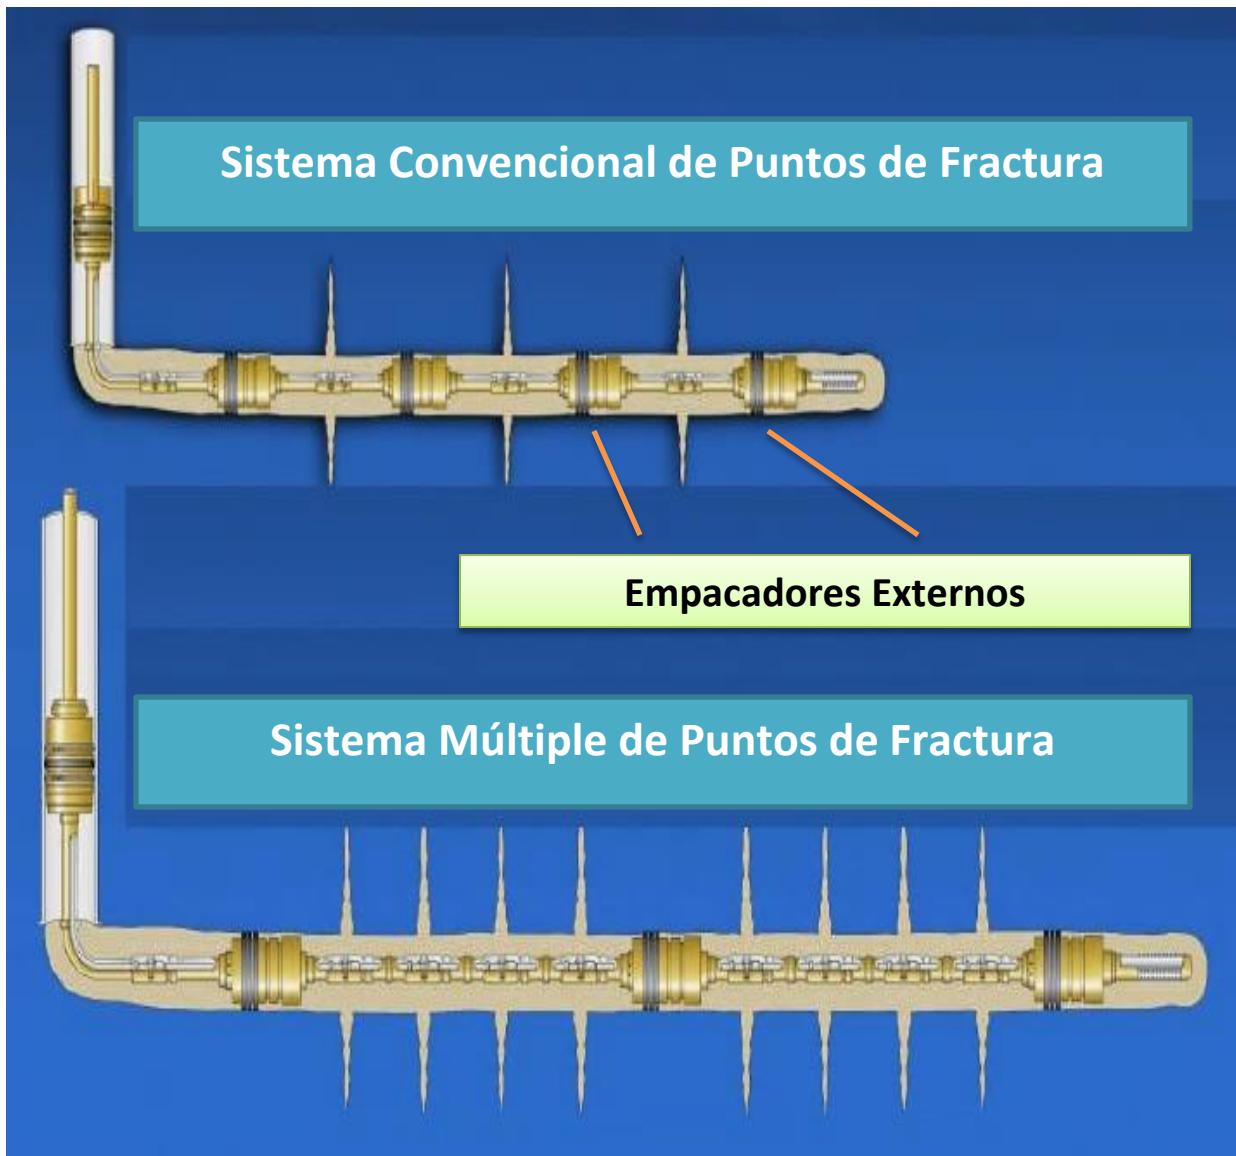 Sistema Convencional de Puntos de Fractura
Empacadores Externos
Sistema Múltiple de Puntos de Fractura